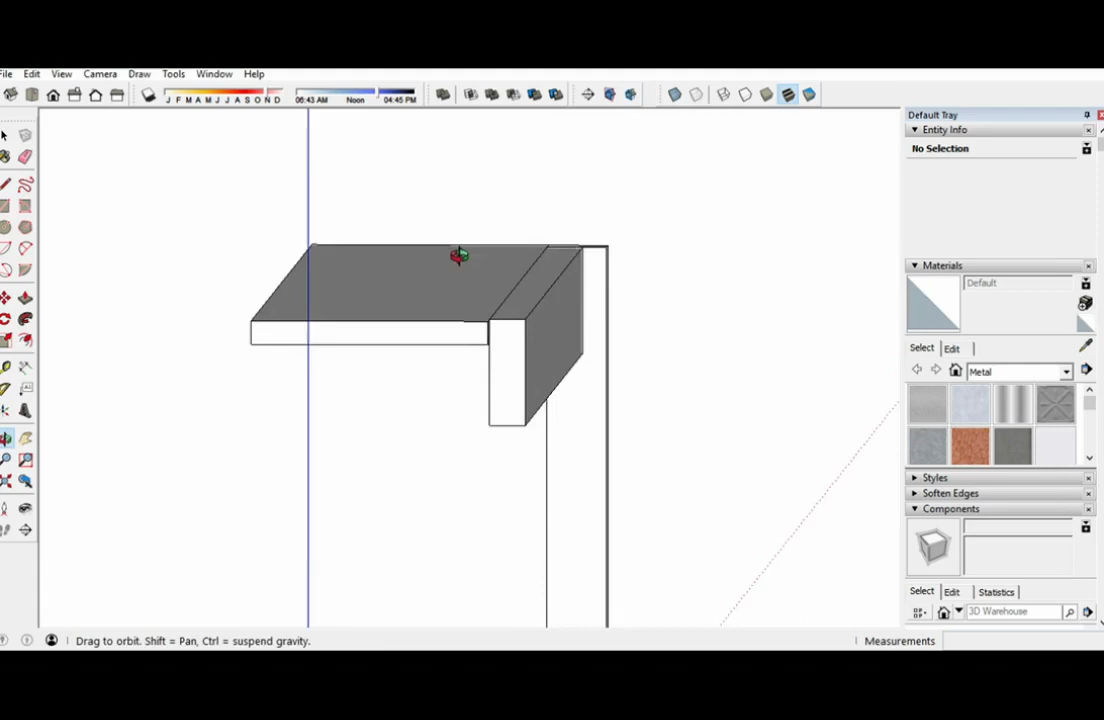 File Edit View Camera Draw Tools Window Help
J F M A M J J A S O N D 06:43 AM Noon 04:45 PM
Default Tray
Entity Info
No Selection
Materials
Default
Select Edit
Metal
Styles
Soften Edges
Components
Select Edit Statistics
3D Warehouse
Drag to orbit. Shift = Pan, Ctrl = suspend gravity.
Measurements